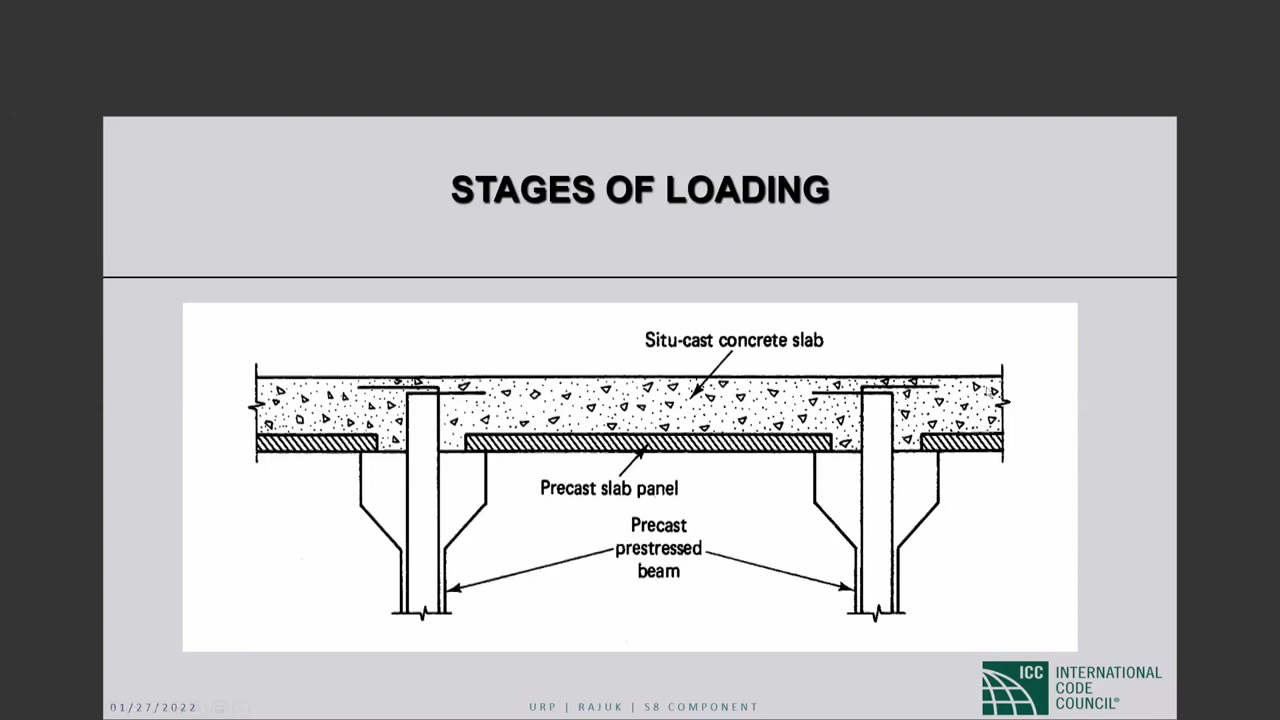 STAGES OF LOADING
Situ-cast concrete slab
Precast slab panel
Precast
prestressed
beam
ICC INTERNATIONAL
CODE
COUNCIL®
01/27/2022
URP | RAJUK | S8 COMPONENT